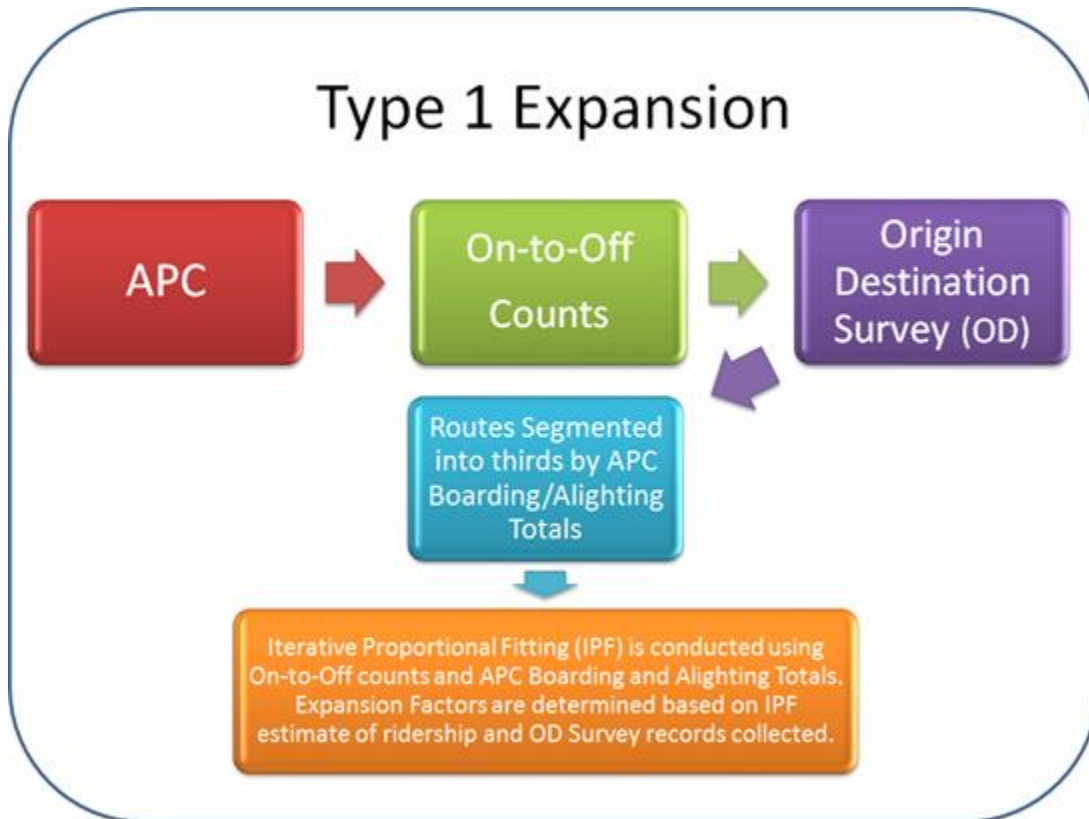 Type 1 Expansion
APC
On-to-Off
Counts
Origin
Destination
Survey (OD)
Routes Segmented
into thirds by APC
Boarding/Alighting
Totals
Iterative Proportional Fitting (IPF) is conducted using
On-to-Off counts and APC Boarding and Alighting Totals.
Expansion Factors are determined based on IPF
estimate of ridership and OD Survey records collected.